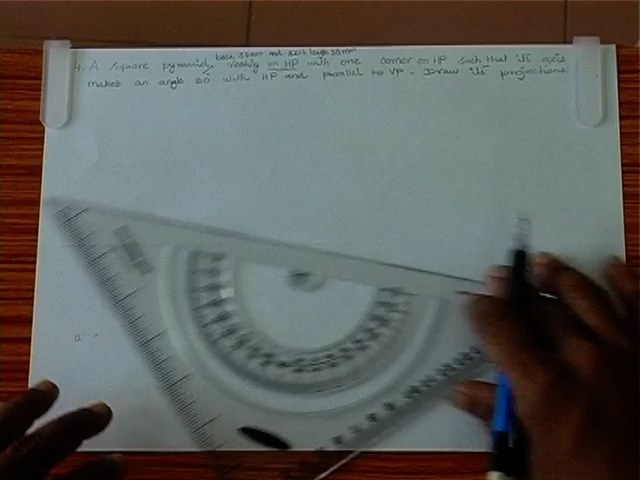 base 30mm and axis length 50mm
4. A square pyramid, resting on HP with one corner on HP such that its axis
makes an angle 30° with HP and parallel to VP. Draw its projections.
a